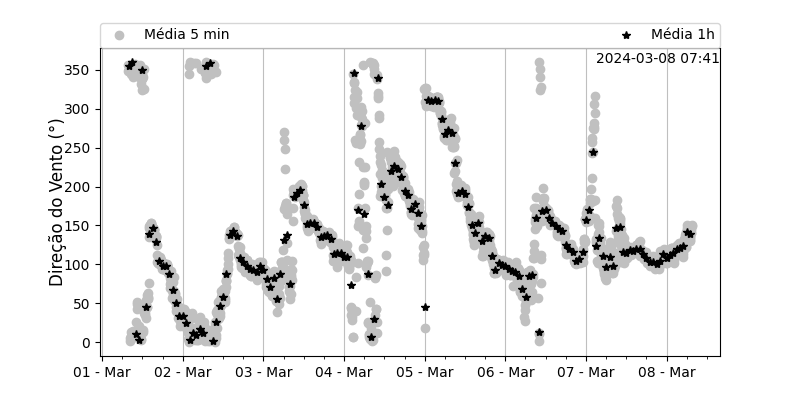 Média 5 min
Média 1h
2024-03-08 07:41
Direção do Vento (°)
350
300
250
200
150
100
50
0
01 - Mar
02 - Mar
03 - Mar
04 - Mar
05 - Mar
06 - Mar
07 - Mar
08 - Mar